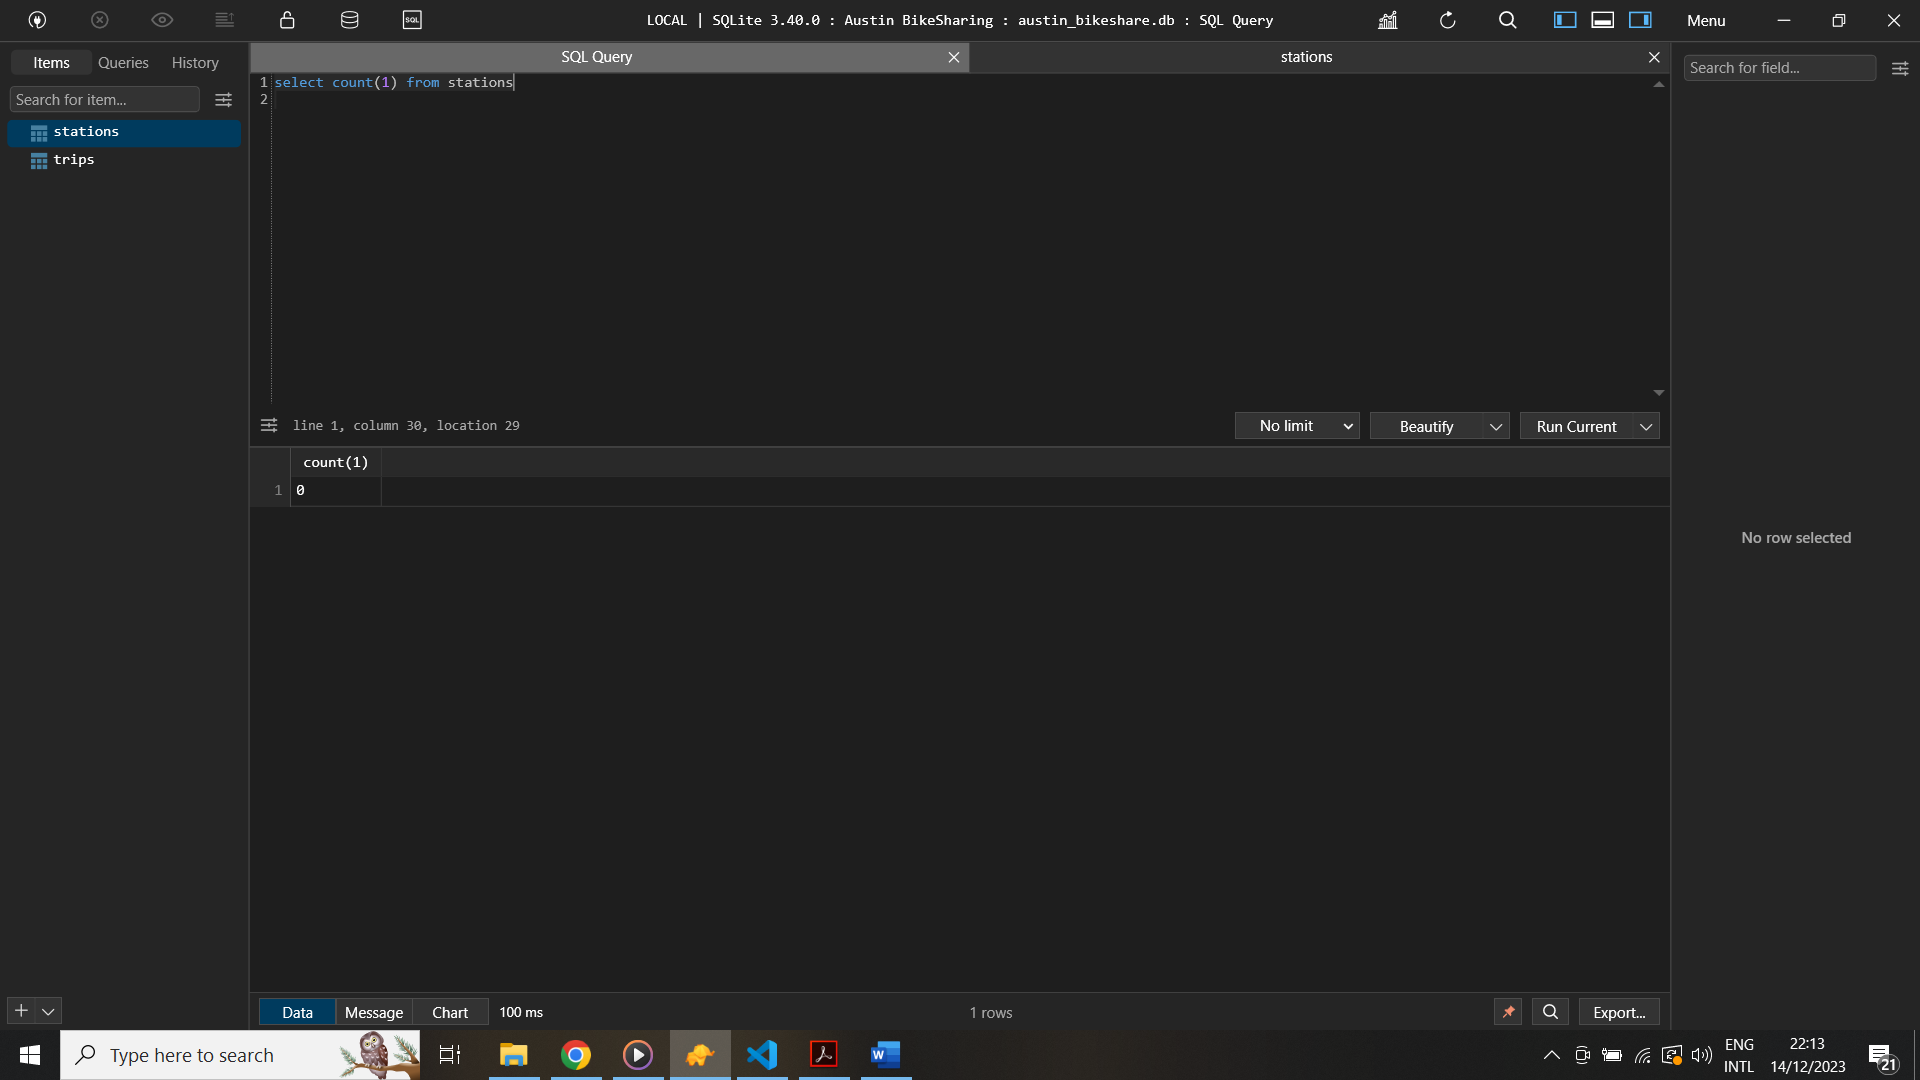 SQL
LOCAL | SQLite 3.40.0 : Austin BikeSharing : austin_bikeshare.db : SQL Query
Menu
Items Queries History
Search for item...
stations
trips
SQL Query
stations
1 select count(1) from stations
2
line 1, column 30, location 29
No limit
Beautify
Run Current
count(1)
1 0
Search for field...
No row selected
Data Message Chart 100 ms
1 rows
Export...
Type here to search
ENG
INTL
22:13
14/12/2023
21